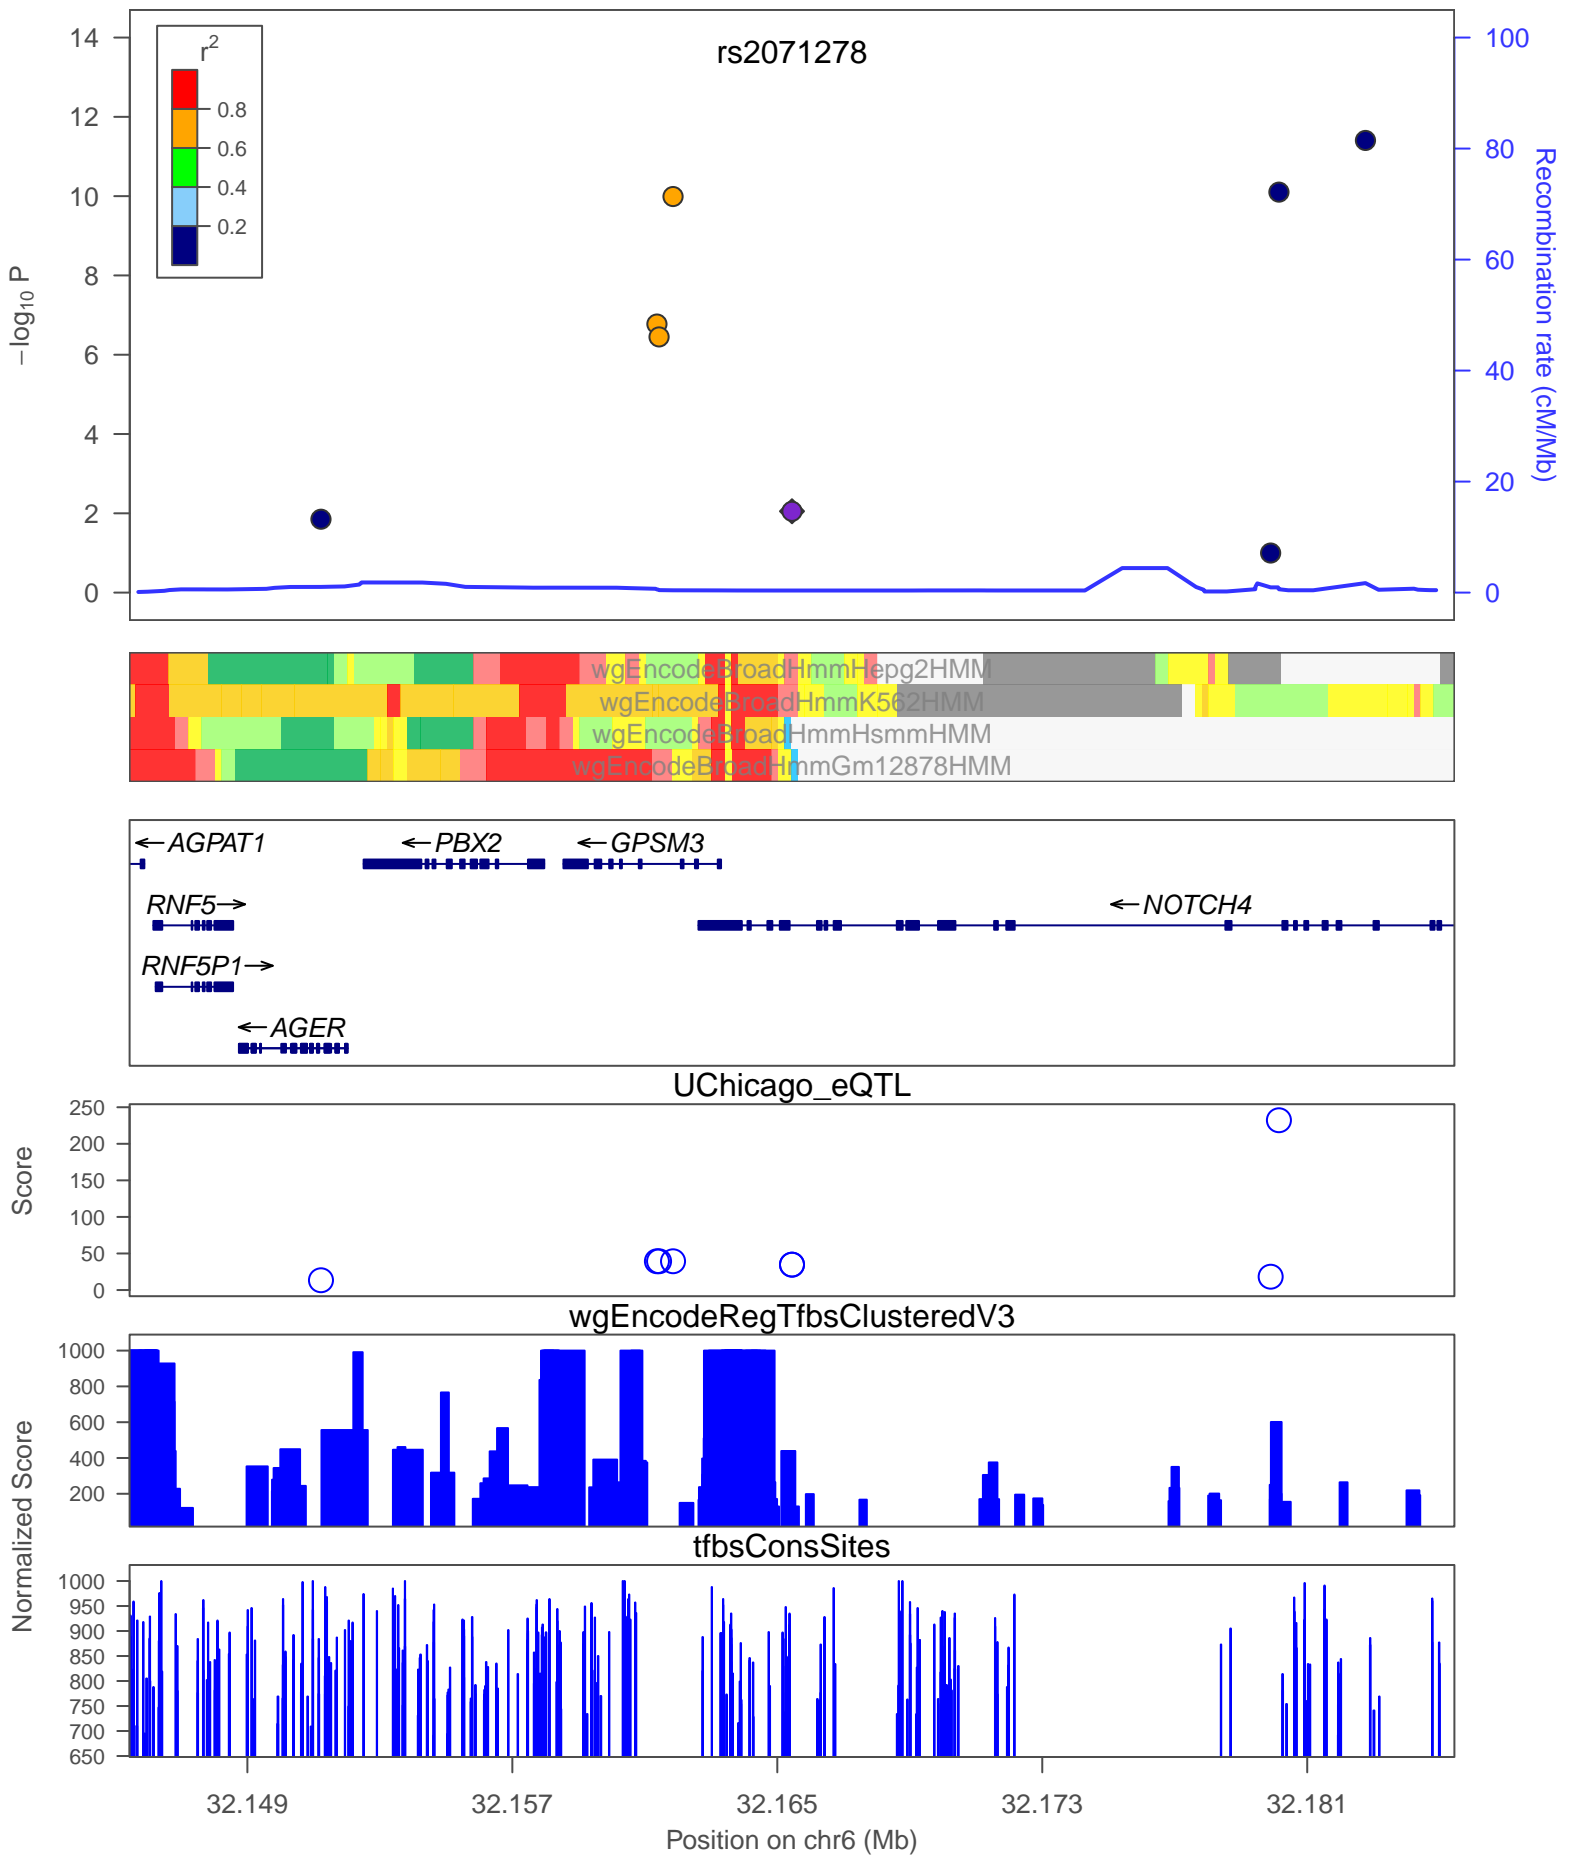 rs2071278
r2
0.8
0.6
0.4
0.2
14
12
10
8
6
4
2
0
−log10 P
100
80
60
40
20
0
Recombination rate (cM/Mb)
wgEncodeBroadHmmHepg2HMM
wgEncodeBroadHmmK562HMM
wgEncodeBroadHmmHsmmHMM
wgEncodeBroadHmmGm12878HMM
AGPAT1
PBX2
GPSM3
RNF5
NOTCH4
RNF5P1
AGER
UChicago_eQTL
250
200
150
100
50
0
Score
wgEncodeRegTfbsClusteredV3
1000
800
600
400
200
Normalized Score
tfbsConsSites
1000
950
900
850
800
750
700
650
32.149 32.157 32.165 32.173 32.181
Position on chr6 (Mb)